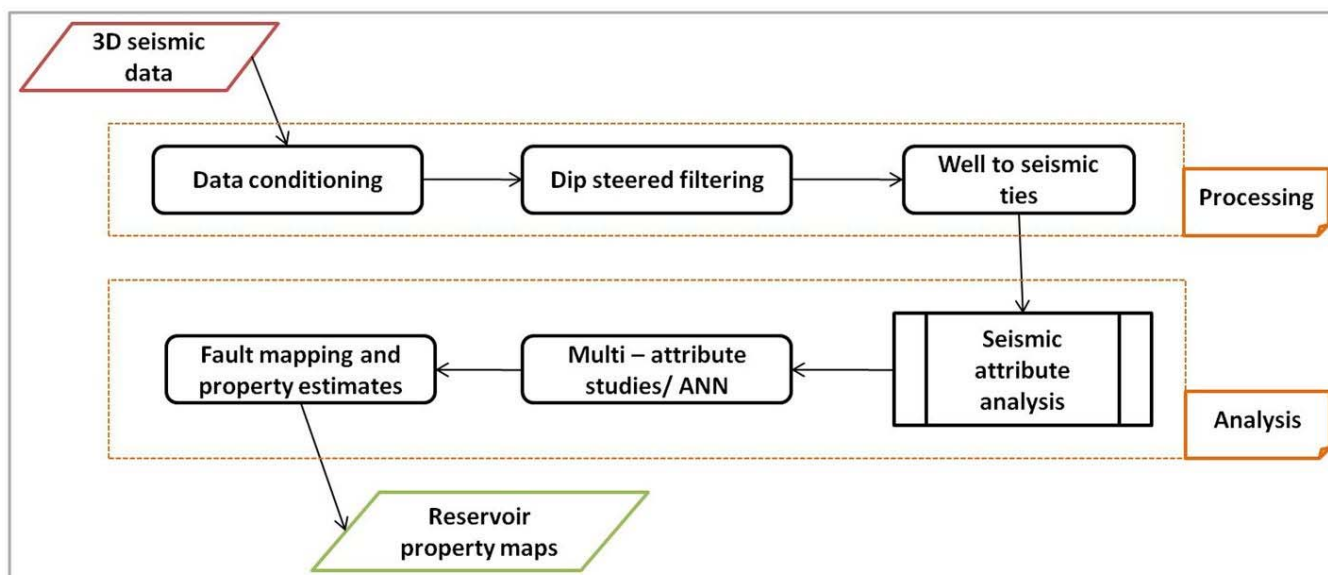 3D seismic
data
Data conditioning
Dip steered filtering
Well to seismic
ties
Processing
Fault mapping and
property estimates
Multi – attribute
studies/ ANN
Seismic
attribute
analysis
Analysis
Reservoir
property maps